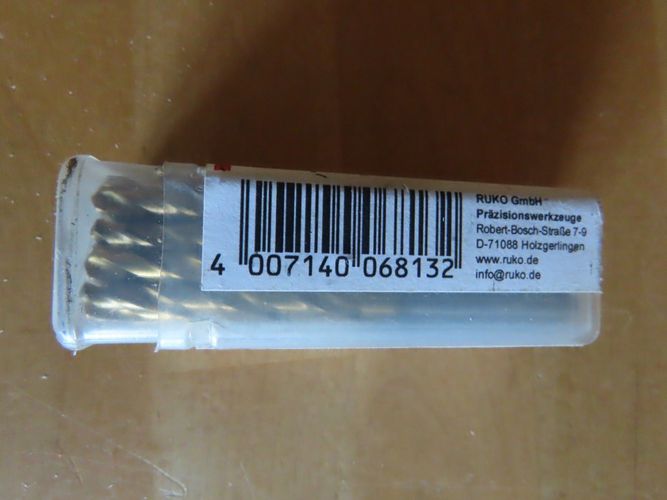 4 007140 068132
RUKO GmbH
Präzisionswerkzeuge
Robert-Bosch-Straße 7-9
D-71088 Holzgerlingen
www.ruko.de
info@ruko.de